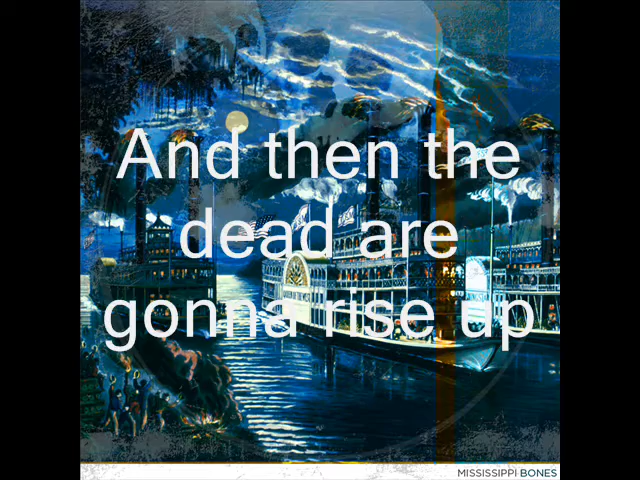 And then the
dead are
gonna rise up
MISSISSIPPI BONES